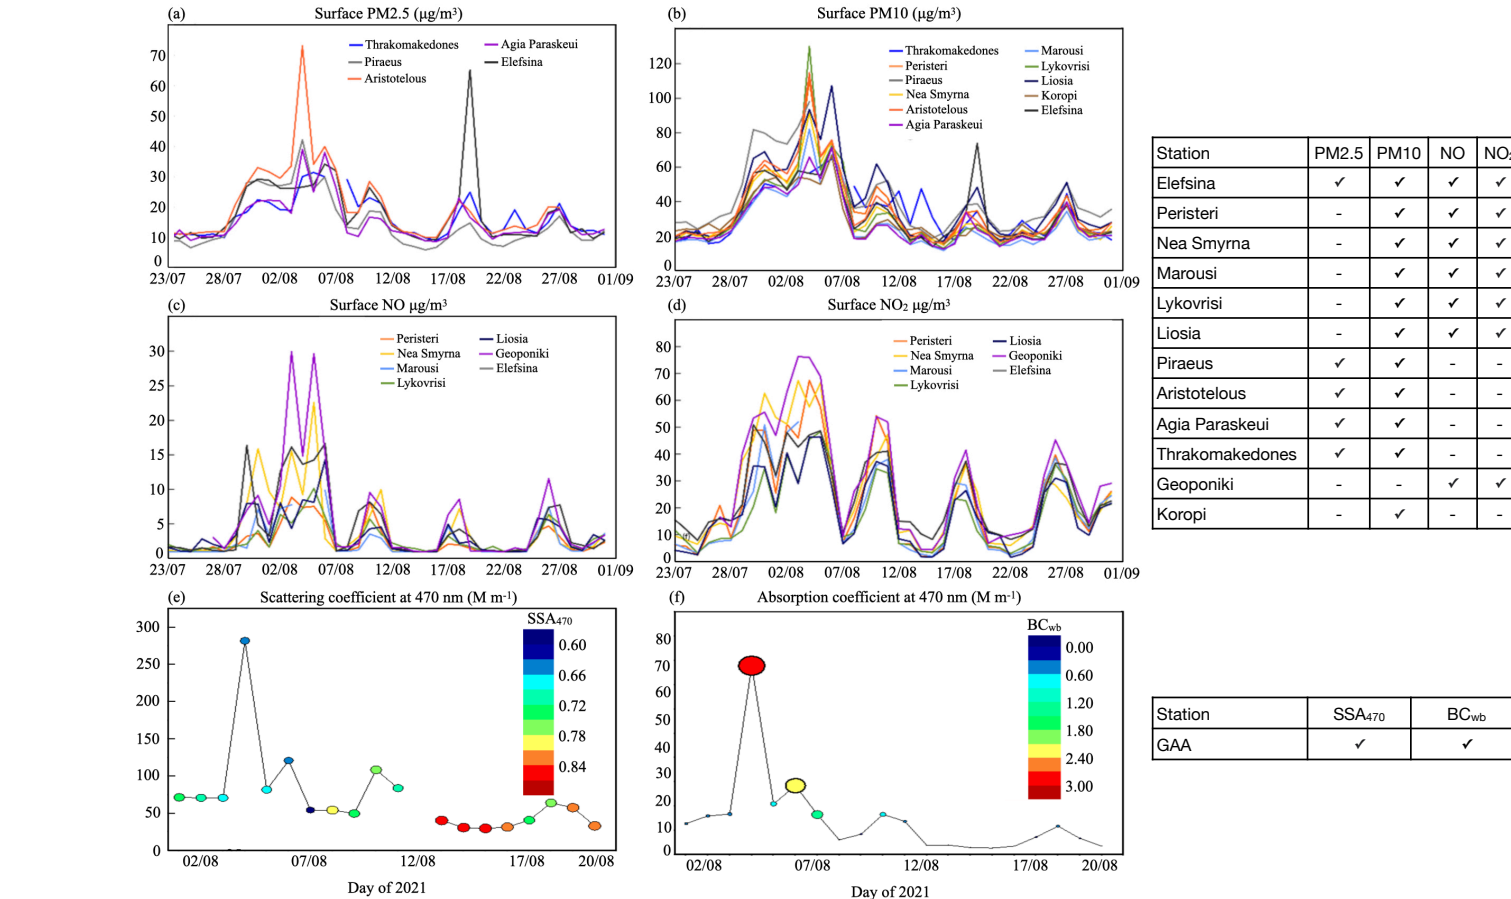 (a) Surface PM2.5 (µg/m³)
70
60
50
40
30
20
10
0
Thrakomakedones
Piraeus
Aristotelous
Agia Paraskeui
Elefsina
23/07 28/07 02/08 07/08 12/08 17/08 22/08 27/08 01/09
(b) Surface PM10 (µg/m³)
120
100
80
60
40
20
0
Thrakomakedones
Peristeri
Piraeus
Nea Smyrna
Aristotelous
Agia Paraskeui
Marousi
Lykovrisi
Liosia
Koropi
Elefsina
23/07 28/07 02/08 07/08 12/08 17/08 22/08 27/08 01/09
(c) Surface NO µg/m³
30
25
20
15
10
5
0
Peristeri
Nea Smyrna
Marousi
Lykovrisi
Liosia
Geoponiki
Elefsina
23/07 28/07 02/08 07/08 12/08 17/08 22/08 27/08 01/09
(d) Surface NO₂ µg/m³
80
70
60
50
40
30
20
10
0
Peristeri
Nea Smyrna
Marousi
Lykovrisi
Liosia
Geoponiki
Elefsina
23/07 28/07 02/08 07/08 12/08 17/08 22/08 27/08 01/09
(e) Scattering coefficient at 470 nm (M m⁻¹)
300
250
200
150
100
50
0
SSA₄₇₀
0.60
0.66
0.72
0.78
0.84
02/08 07/08 12/08 17/08 20/08
Day of 2021
(f) Absorption coefficient at 470 nm (M m⁻¹)
80
70
60
50
40
30
20
10
0
BCwb
0.00
0.60
1.20
1.80
2.40
3.00
02/08 07/08 12/08 17/08 20/08
Day of 2021
Station PM2.5 PM10 NO NO₂
Elefsina ✓ ✓ ✓ ✓
Peristeri - ✓ ✓ ✓
Nea Smyrna - ✓ ✓ ✓
Marousi - ✓ ✓ ✓
Lykovrisi - ✓ ✓ ✓
Liosia - ✓ ✓ ✓
Piraeus ✓ ✓ - -
Aristotelous ✓ ✓ - -
Agia Paraskeui ✓ ✓ - -
Thrakomakedones ✓ ✓ - -
Geoponiki - - ✓ ✓
Koropi - ✓ - -
Station SSA₄₇₀ BCwb
GAA ✓ ✓